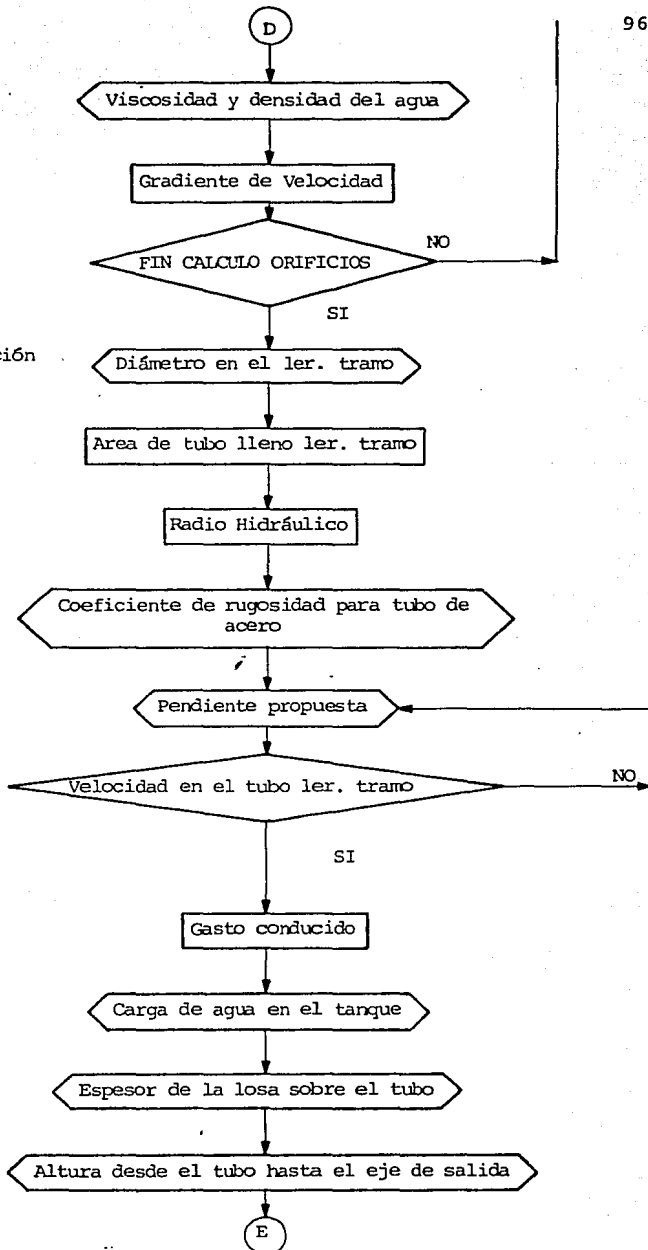 96
D
Viscosidad y densidad del agua
Gradiente de Velocidad
FIN CALCULO ORIFICIOS
NO
SI
ción
Diámetro en el 1er. tramo
Area de tubo lleno 1er. tramo
Radio Hidráulico
Coeficiente de rugosidad para tubo de
acero
Pendiente propuesta
Velocidad en el tubo 1er. tramo
NO
SI
Gasto conducido
Carga de agua en el tanque
Espesor de la losa sobre el tubo
Altura desde el tubo hasta el eje de salida
E